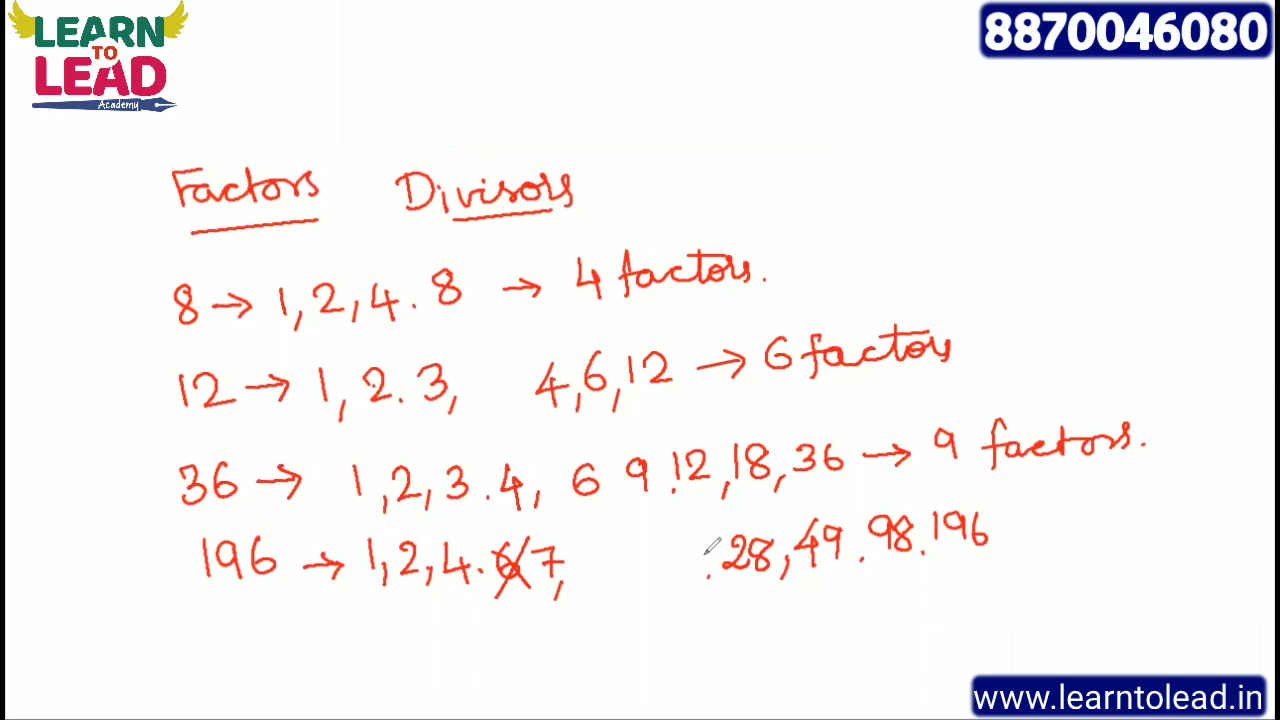 LEARN
TO
LEAD
Academy
8870046080
Factors Divisors
8 → 1, 2, 4. 8 → 4 factors.
12 → 1, 2. 3, 4, 6, 12 → 6 factors
36 → 1, 2, 3. 4, 6 9. 12, 18, 36 → 9 factors.
196 → 1, 2, 4. 6 7, . 28, 49. 98. 196
www.learntolead.in